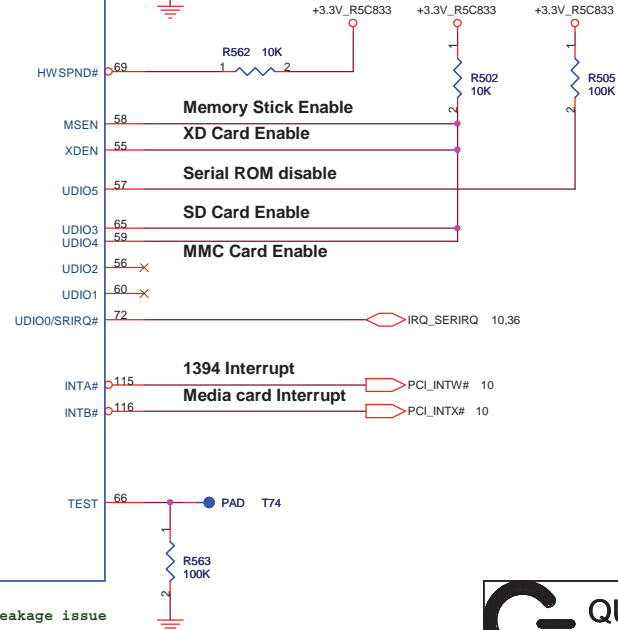 +3.3V_R5C833 +3.3V_R5C833 +3.3V_R5C833
R562 10K
HWSPND# 69 1 2
1
R502
10K
2
1
R505
100K
2
Memory Stick Enable
MSEN 58
XD Card Enable
XDEN 55
Serial ROM disable
UDIO5 57
SD Card Enable
UDIO3 65
UDIO4 59
MMC Card Enable
UDIO2 56
UDIO1 60
UDIO0/SRIRQ# 72 IRQ_SERIRQ 10,36
1394 Interrupt
INTA# 115 PCI_INTW# 10
Media card Interrupt
INTB# 116 PCI_INTX# 10
TEST 66 PAD T74
1
R563
100K
2
eakage issue
QU